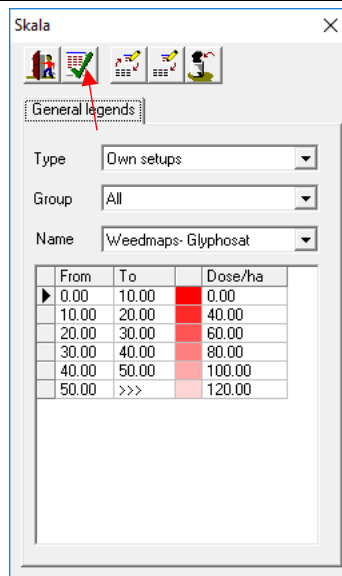 Skala
General legends
Type Own setups
Group All
Name Weedmaps- Glyphosat
From To Dose/ha
0.00 10.00 0.00
10.00 20.00 40.00
20.00 30.00 60.00
30.00 40.00 80.00
40.00 50.00 100.00
50.00 >>> 120.00